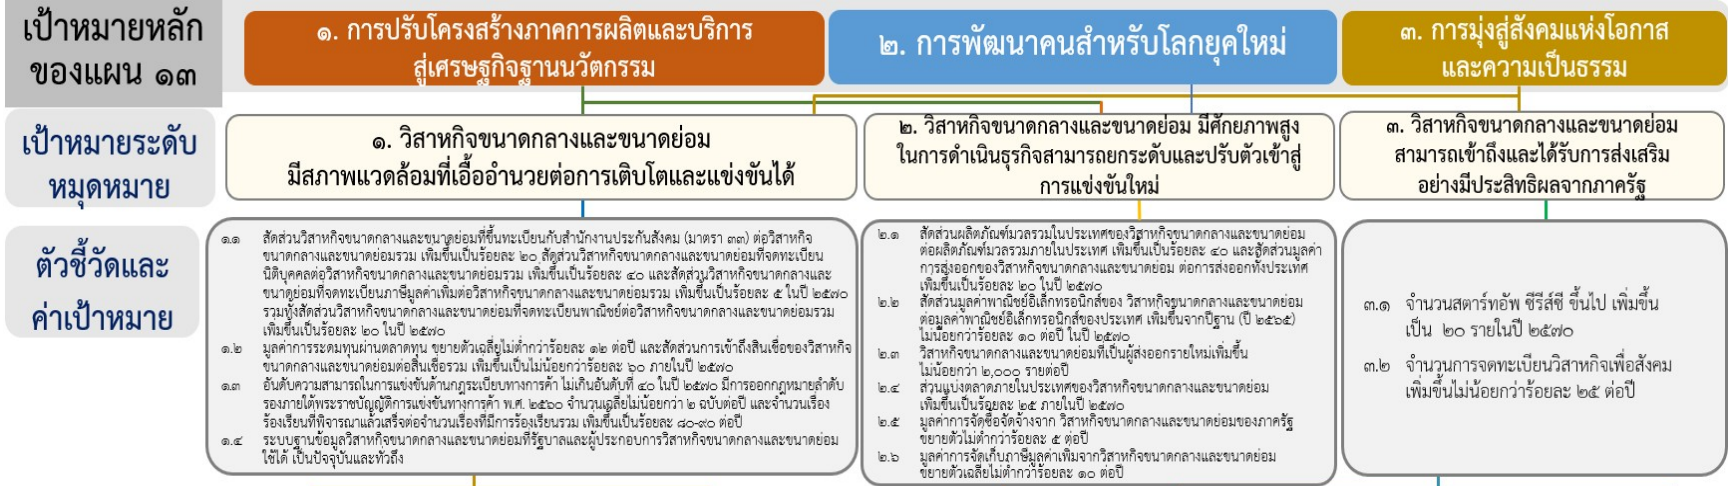 เป้าหมายหลัก
ของแผน ๑๓
๑. การปรับโครงสร้างภาคการผลิตและบริการ
สู่เศรษฐกิจฐานนวัตกรรม
๒. การพัฒนาคนสำหรับโลกยุคใหม่
๓. การมุ่งสู่สังคมแห่งโอกาส
และความเป็นธรรม
เป้าหมายระดับ
หมุดหมาย
๑. วิสาหกิจขนาดกลางและขนาดย่อม
มีสภาพแวดล้อมที่เอื้ออำนวยต่อการเติบโตและแข่งขันได้
๒. วิสาหกิจขนาดกลางและขนาดย่อม มีศักยภาพสูง
ในการดำเนินธุรกิจสามารถยกระดับและปรับตัวเข้าสู่
การแข่งขันใหม่
๓. วิสาหกิจขนาดกลางและขนาดย่อม
สามารถเข้าถึงและได้รับการส่งเสริม
อย่างมีประสิทธิผลจากภาครัฐ
ตัวชี้วัดและ
ค่าเป้าหมาย
๑.๑ สัดส่วนวิสาหกิจขนาดกลางและขนาดย่อมที่ขึ้นทะเบียนกับสำนักงานประกันสังคม (มาตรา ๓๓) ต่อวิสาหกิจ
ขนาดกลางและขนาดย่อมรวม เพิ่มขึ้นเป็นร้อยละ ๒๐ สัดส่วนวิสาหกิจขนาดกลางและขนาดย่อมที่จดทะเบียน
นิติบุคคลต่อวิสาหกิจขนาดกลางและขนาดย่อมรวม เพิ่มขึ้นเป็นร้อยละ ๔๐ และสัดส่วนวิสาหกิจขนาดกลางและ
ขนาดย่อมที่จดทะเบียนภาษีมูลค่าเพิ่มต่อวิสาหกิจขนาดกลางและขนาดย่อมรวม เพิ่มขึ้นเป็นร้อยละ ๕ ในปี ๒๕๗๐
รวมทั้งสัดส่วนวิสาหกิจขนาดกลางและขนาดย่อมที่จดทะเบียนพาณิชย์ต่อวิสาหกิจขนาดกลางและขนาดย่อมรวม
เพิ่มขึ้นเป็นร้อยละ ๒๐ ในปี ๒๕๗๐
๑.๒ มูลค่าการระดมทุนผ่านตลาดทุน ขยายตัวเฉลี่ยไม่ต่ำกว่าร้อยละ ๑๒ ต่อปี และสัดส่วนการเข้าถึงสินเชื่อของวิสาหกิจ
ขนาดกลางและขนาดย่อมต่อสินเชื่อรวม เพิ่มขึ้นเป็นไม่น้อยกว่าร้อยละ ๖๐ ภายในปี ๒๕๗๐
๑.๓ อันดับความสามารถในการแข่งขันด้านกฎระเบียบทางการค้า ไม่เกินอันดับที่ ๔๐ ในปี ๒๕๗๐ มีการออกกฎหมายลำดับ
รองภายใต้พระราชบัญญัติการแข่งขันทางการค้า พ.ศ. ๒๕๖๐ จำนวนเฉลี่ยไม่น้อยกว่า ๒ ฉบับต่อปี และจำนวนเรื่อง
ร้องเรียนที่พิจารณาแล้วเสร็จต่อจำนวนเรื่องที่มีการร้องเรียนรวม เพิ่มขึ้นเป็นร้อยละ ๘๐-๙๐ ต่อปี
๑.๔ ระบบฐานข้อมูลวิสาหกิจขนาดกลางและขนาดย่อมที่รัฐบาลและผู้ประกอบการวิสาหกิจขนาดกลางและขนาดย่อม
ใช้ได้ เป็นปัจจุบันและทั่วถึง
๒.๑ สัดส่วนผลิตภัณฑ์มวลรวมในประเทศของวิสาหกิจขนาดกลางและขนาดย่อม
ต่อผลิตภัณฑ์มวลรวมภายในประเทศ เพิ่มขึ้นเป็นร้อยละ ๔๐ และสัดส่วนมูลค่า
การส่งออกของวิสาหกิจขนาดกลางและขนาดย่อม ต่อการส่งออกทั้งประเทศ
เพิ่มขึ้นเป็นร้อยละ ๒๐ ในปี ๒๕๗๐
๒.๒ สัดส่วนมูลค่าพาณิชย์อิเล็กทรอนิกส์ของ วิสาหกิจขนาดกลางและขนาดย่อม
ต่อมูลค่าพาณิชย์อิเล็กทรอนิกส์ของประเทศ เพิ่มขึ้นจากปีฐาน (ปี ๒๕๖๕)
ไม่น้อยกว่าร้อยละ ๑๐ ต่อปี ในปี ๒๕๗๐
๒.๓ วิสาหกิจขนาดกลางและขนาดย่อมที่เป็นผู้ส่งออกรายใหม่เพิ่มขึ้น
ไม่น้อยกว่า ๒,๐๐๐ รายต่อปี
๒.๔ ส่วนแบ่งตลาดภายในประเทศของวิสาหกิจขนาดกลางและขนาดย่อม
เพิ่มขึ้นเป็นร้อยละ ๒๕ ภายในปี ๒๕๗๐
๒.๕ มูลค่าการจัดซื้อจัดจ้างจาก วิสาหกิจขนาดกลางและขนาดย่อมของภาครัฐ
ขยายตัวไม่ต่ำกว่าร้อยละ ๕ ต่อปี
๒.๖ มูลค่าการจัดเก็บภาษีมูลค่าเพิ่มจากวิสาหกิจขนาดกลางและขนาดย่อม
ขยายตัวเฉลี่ยไม่ต่ำกว่าร้อยละ ๑๐ ต่อปี
๓.๑ จำนวนสตาร์ทอัพ ซีรีส์ซี ขึ้นไป เพิ่มขึ้น
เป็น ๒๐ รายในปี ๒๕๗๐
๓.๒ จำนวนการจดทะเบียนวิสาหกิจเพื่อสังคม
เพิ่มขึ้นไม่น้อยกว่าร้อยละ ๒๕ ต่อปี